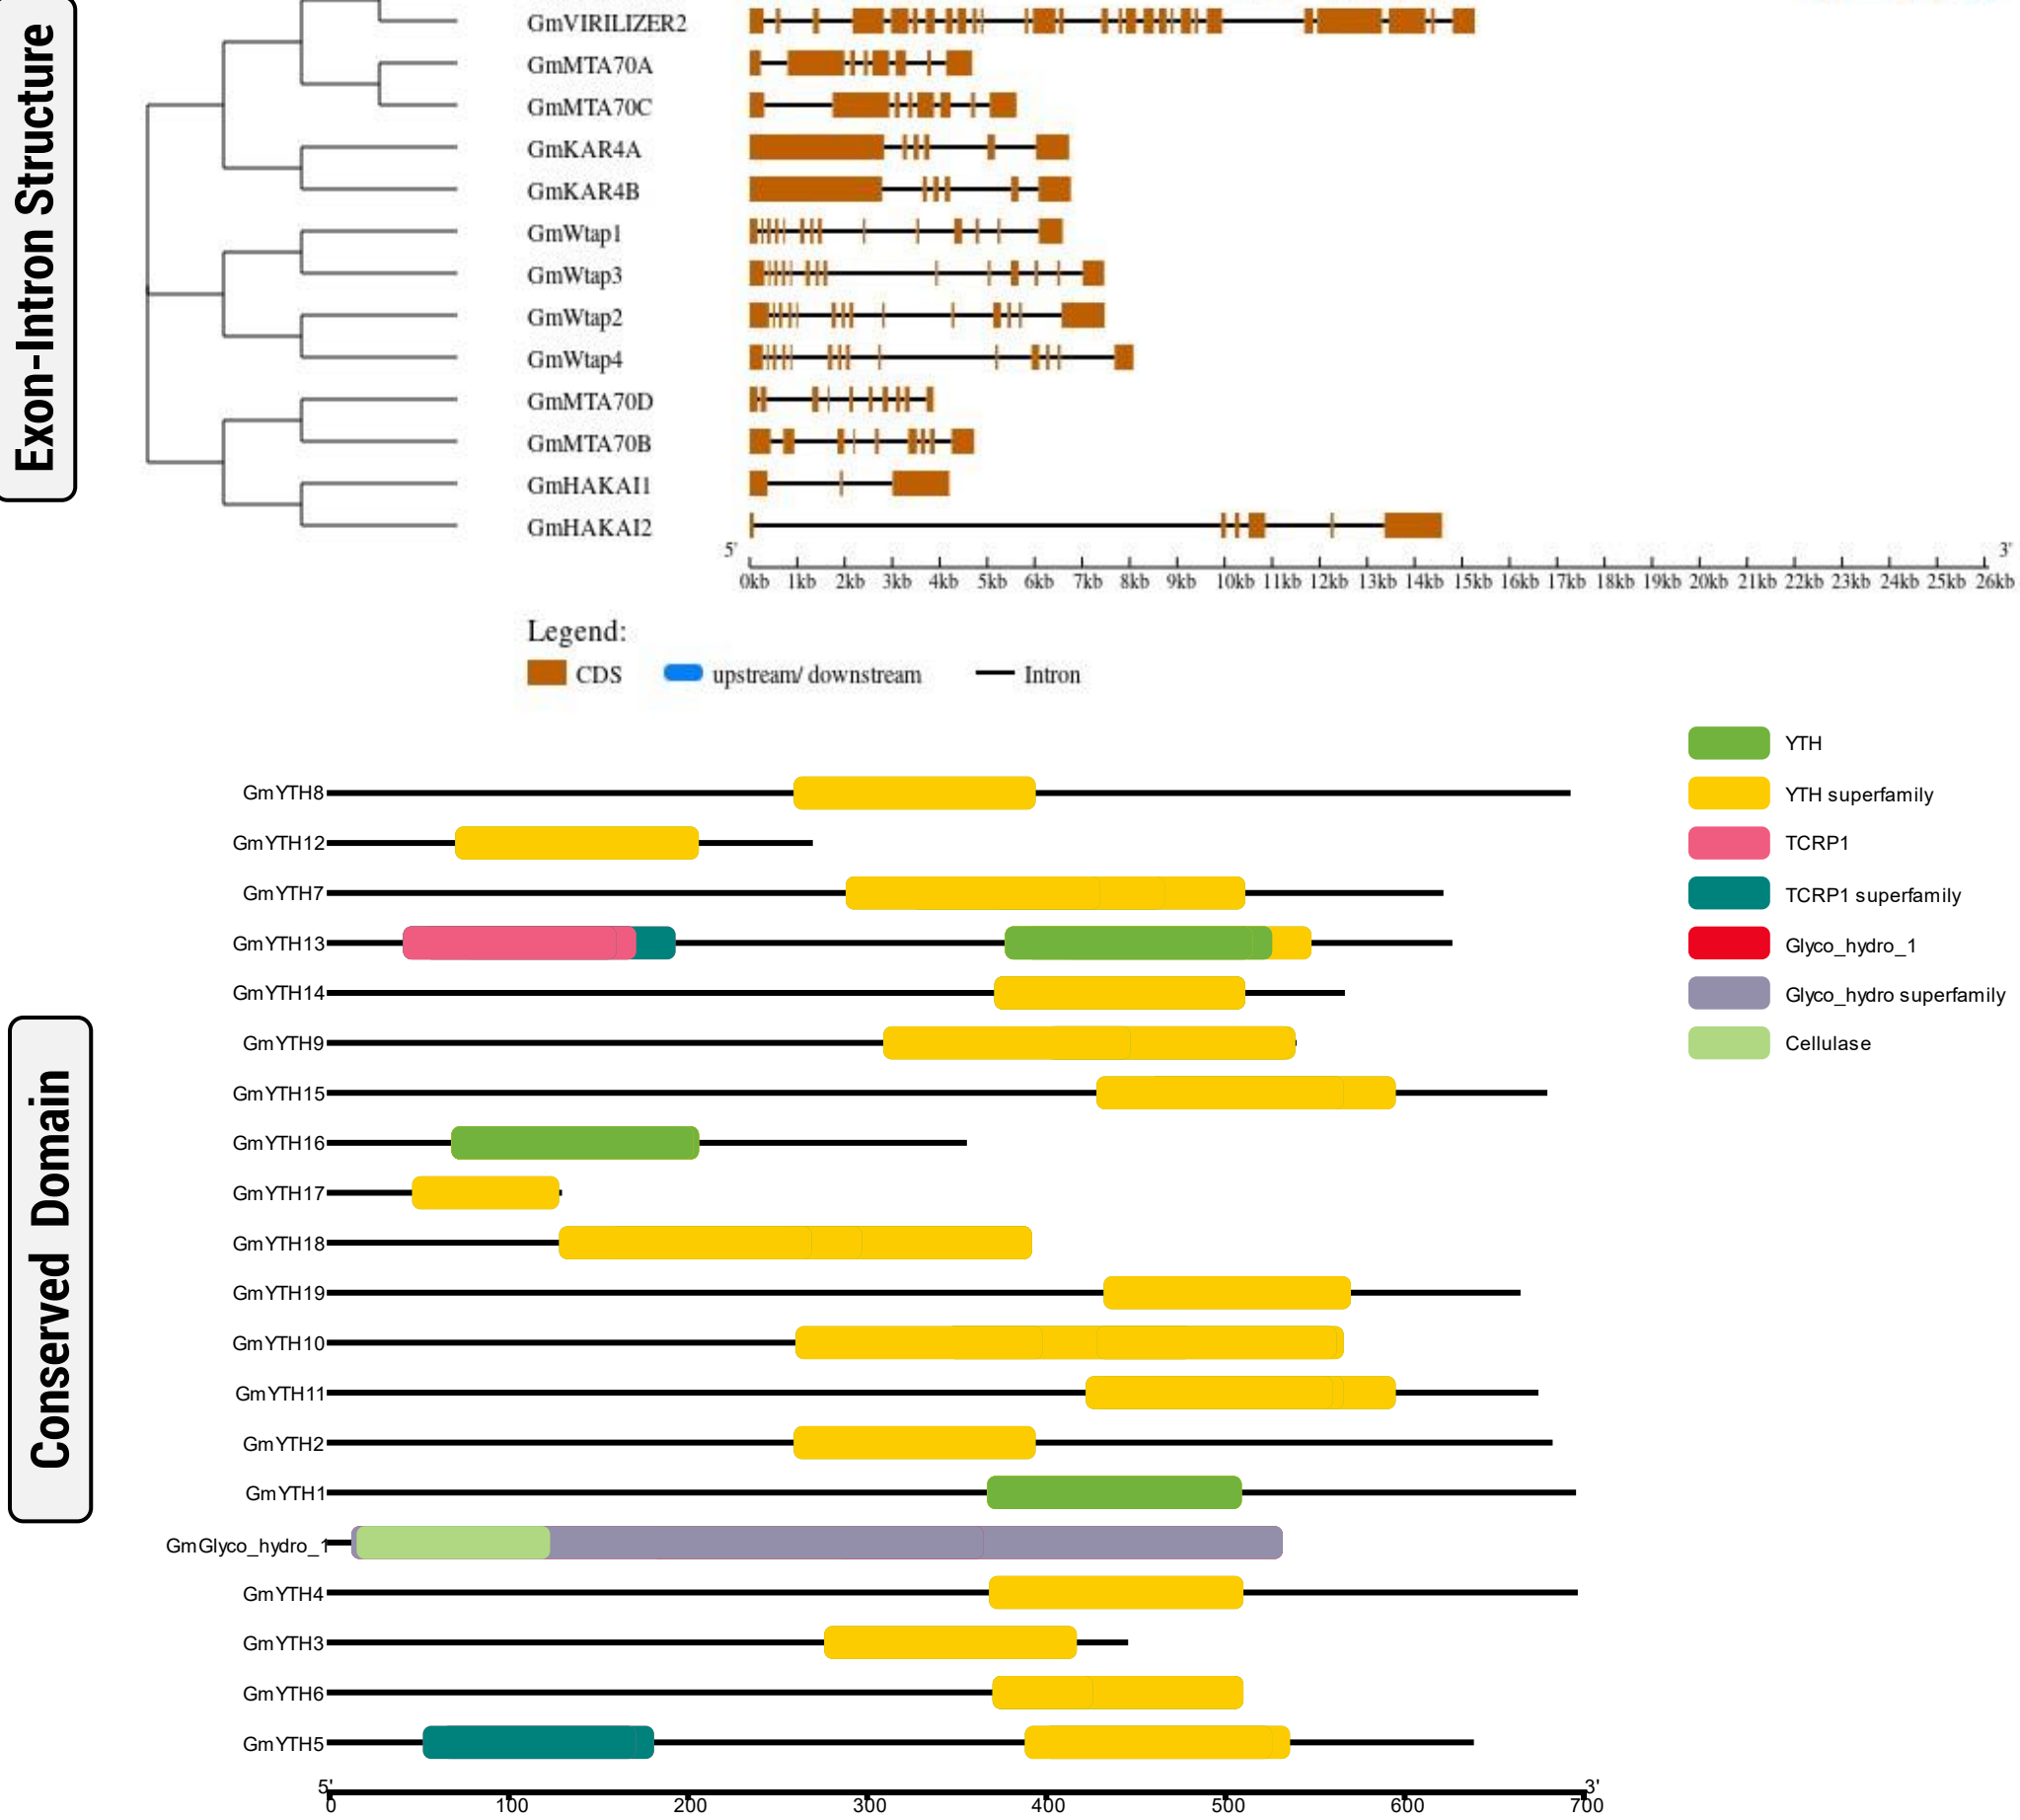 Exon-Intron Structure
GmVIRILIZER2
GmMTA70A
GmMTA70C
GmKAR4A
GmKAR4B
GmWtap1
GmWtap3
GmWtap2
GmWtap4
GmMTA70D
GmMTA70B
GmHAKAI1
GmHAKAI2
5' 3'
0kb 1kb 2kb 3kb 4kb 5kb 6kb 7kb 8kb 9kb 10kb 11kb 12kb 13kb 14kb 15kb 16kb 17kb 18kb 19kb 20kb 21kb 22kb 23kb 24kb 25kb 26kb
Legend:
CDS upstream/ downstream Intron
Conserved Domain
YTH
YTH superfamily
TCRP1
TCRP1 superfamily
Glyco_hydro_1
Glyco_hydro superfamily
Cellulase
GmYTH8
GmYTH12
GmYTH7
GmYTH13
GmYTH14
GmYTH9
GmYTH15
GmYTH16
GmYTH17
GmYTH18
GmYTH19
GmYTH10
GmYTH11
GmYTH2
GmYTH1
GmGlyco_hydro_1
GmYTH4
GmYTH3
GmYTH6
GmYTH5
5' 3'
0 100 200 300 400 500 600 700